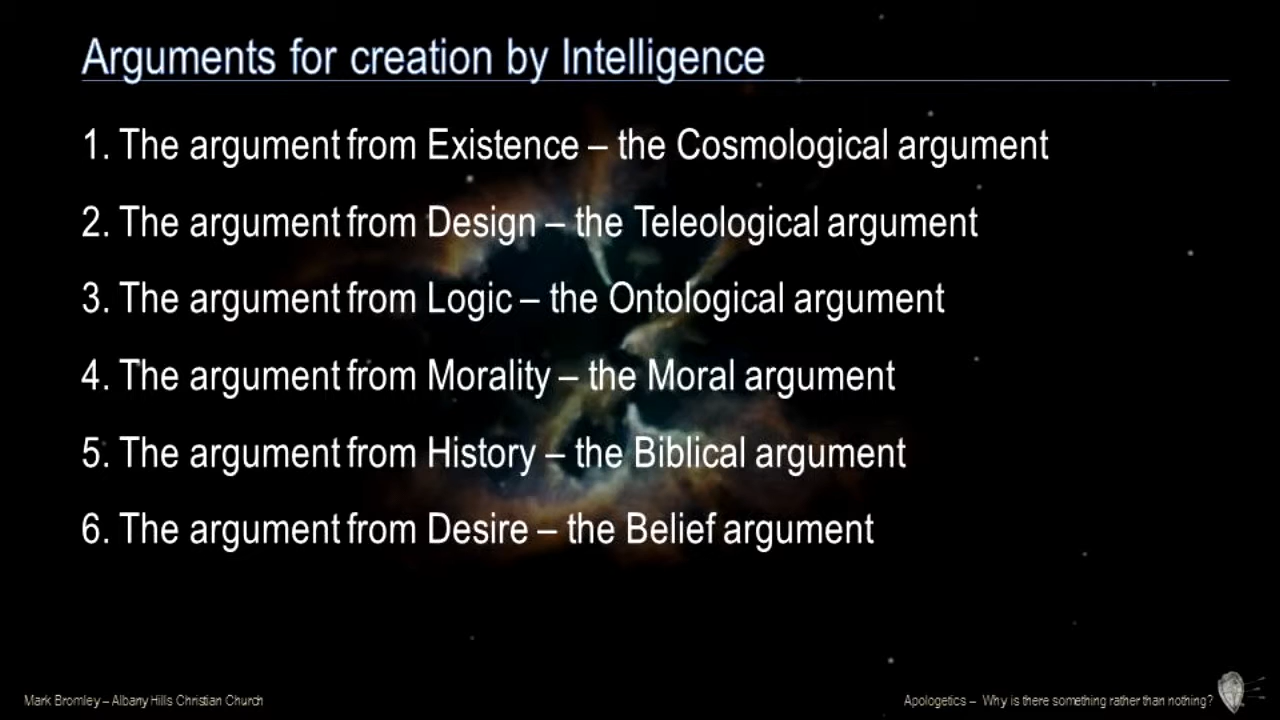 Arguments for creation by Intelligence
1. The argument from Existence – the Cosmological argument
2. The argument from Design – the Teleological argument
3. The argument from Logic – the Ontological argument
4. The argument from Morality – the Moral argument
5. The argument from History – the Biblical argument
6. The argument from Desire – the Belief argument
Mark Bromley – Albany Hills Christian Church
Apologetics – Why is there something rather than nothing?